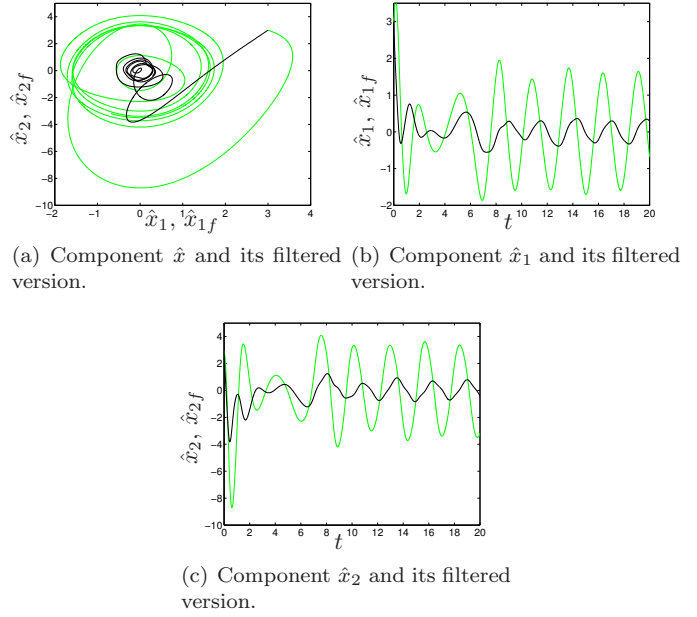 4
2
0
−2
−4
−6
−8
−10
−2 −1 0 1 2 3 4
x̂₂, x̂₂f
x̂₁, x̂₁f
(a) Component x̂ and its filtered version.
3
2
1
0
−1
−2
0 2 4 6 8 10 12 14 16 18 20
x̂₁, x̂₁f
t
(b) Component x̂₁ and its filtered version.
4
2
0
−2
−4
−6
−8
−10
0 2 4 6 8 10 12 14 16 18 20
x̂₂, x̂₂f
t
(c) Component x̂₂ and its filtered version.